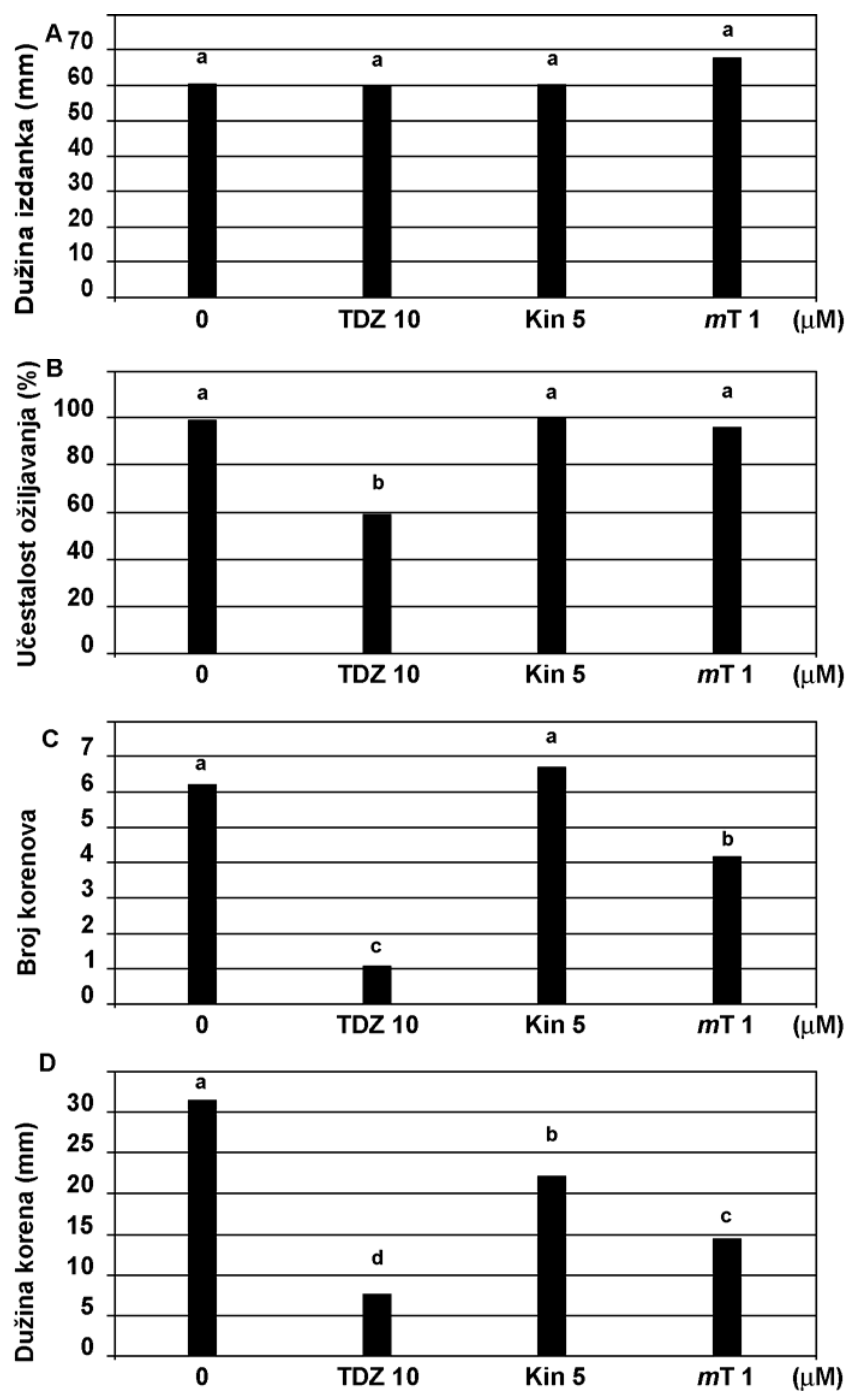 A
Dužina izdanka (mm)
70
60
50
40
30
20
10
0
a
a
a
a
0
TDZ 10
Kin 5
mT 1
(µM)
B
Učestalost ožiljavanja (%)
100
80
60
40
20
0
a
b
a
a
0
TDZ 10
Kin 5
mT 1
(µM)
C
Broj korenova
7
6
5
4
3
2
1
0
a
c
a
b
0
TDZ 10
Kin 5
mT 1
(µM)
D
Dužina korena (mm)
30
25
20
15
10
5
0
a
d
b
c
0
TDZ 10
Kin 5
mT 1
(µM)